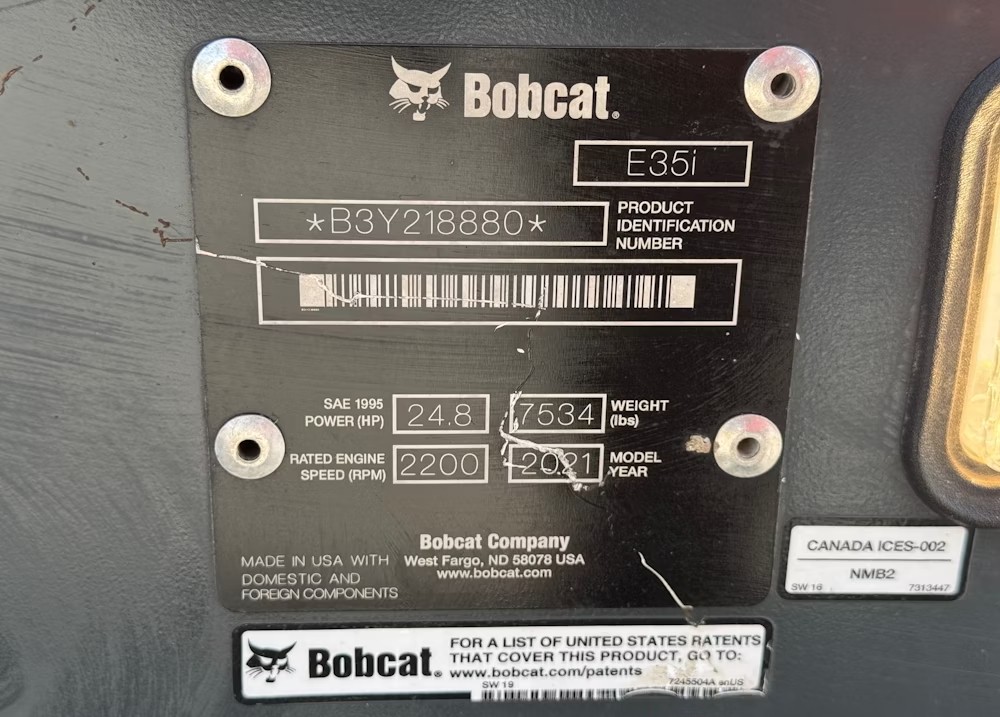 Bobcat.
E35i
*B3Y218880*
PRODUCT
IDENTIFICATION
NUMBER
SAE 1995
POWER (HP)
24.8
7534
WEIGHT
(lbs)
RATED ENGINE
SPEED (RPM)
2200
2021
MODEL
YEAR
Bobcat Company
West Fargo, ND 58078 USA
www.bobcat.com
MADE IN USA WITH
DOMESTIC AND
FOREIGN COMPONENTS
CANADA ICES-002
NMB2
SW 16 7313447
Bobcat.
FOR A LIST OF UNITED STATES PATENTS
THAT COVER THIS PRODUCT, GO TO:
www.bobcat.com/patents
SW 19 7245504A enUS